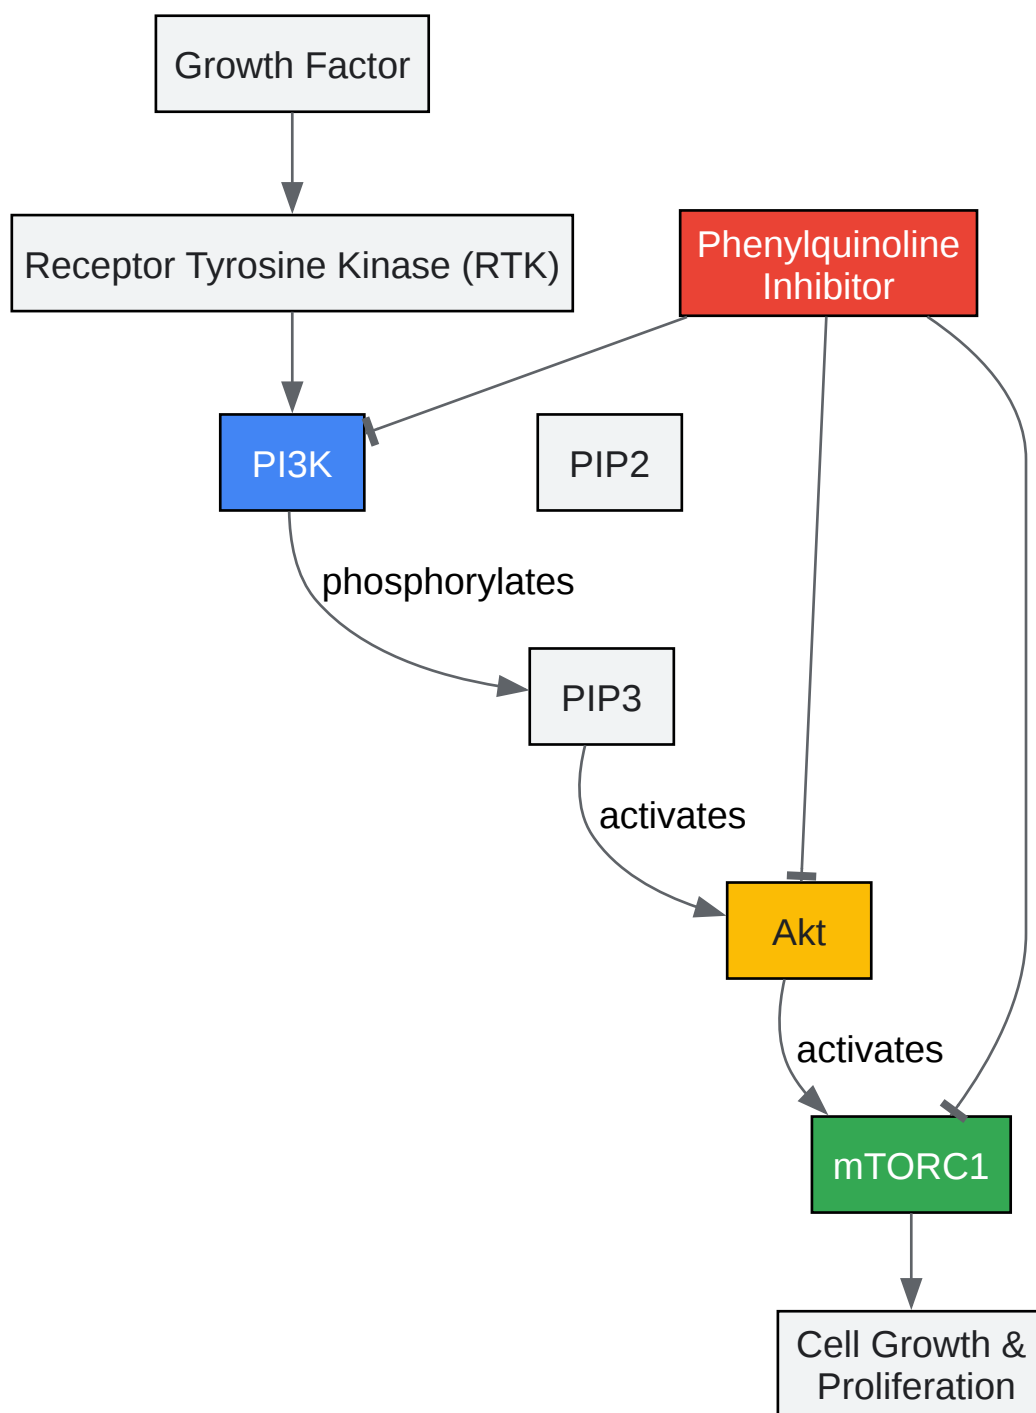 Growth Factor
Receptor Tyrosine Kinase (RTK)
Phenylquinoline
Inhibitor
PI3K
PIP2
phosphorylates
PIP3
activates
Akt
activates
mTORC1
Cell Growth &
Proliferation